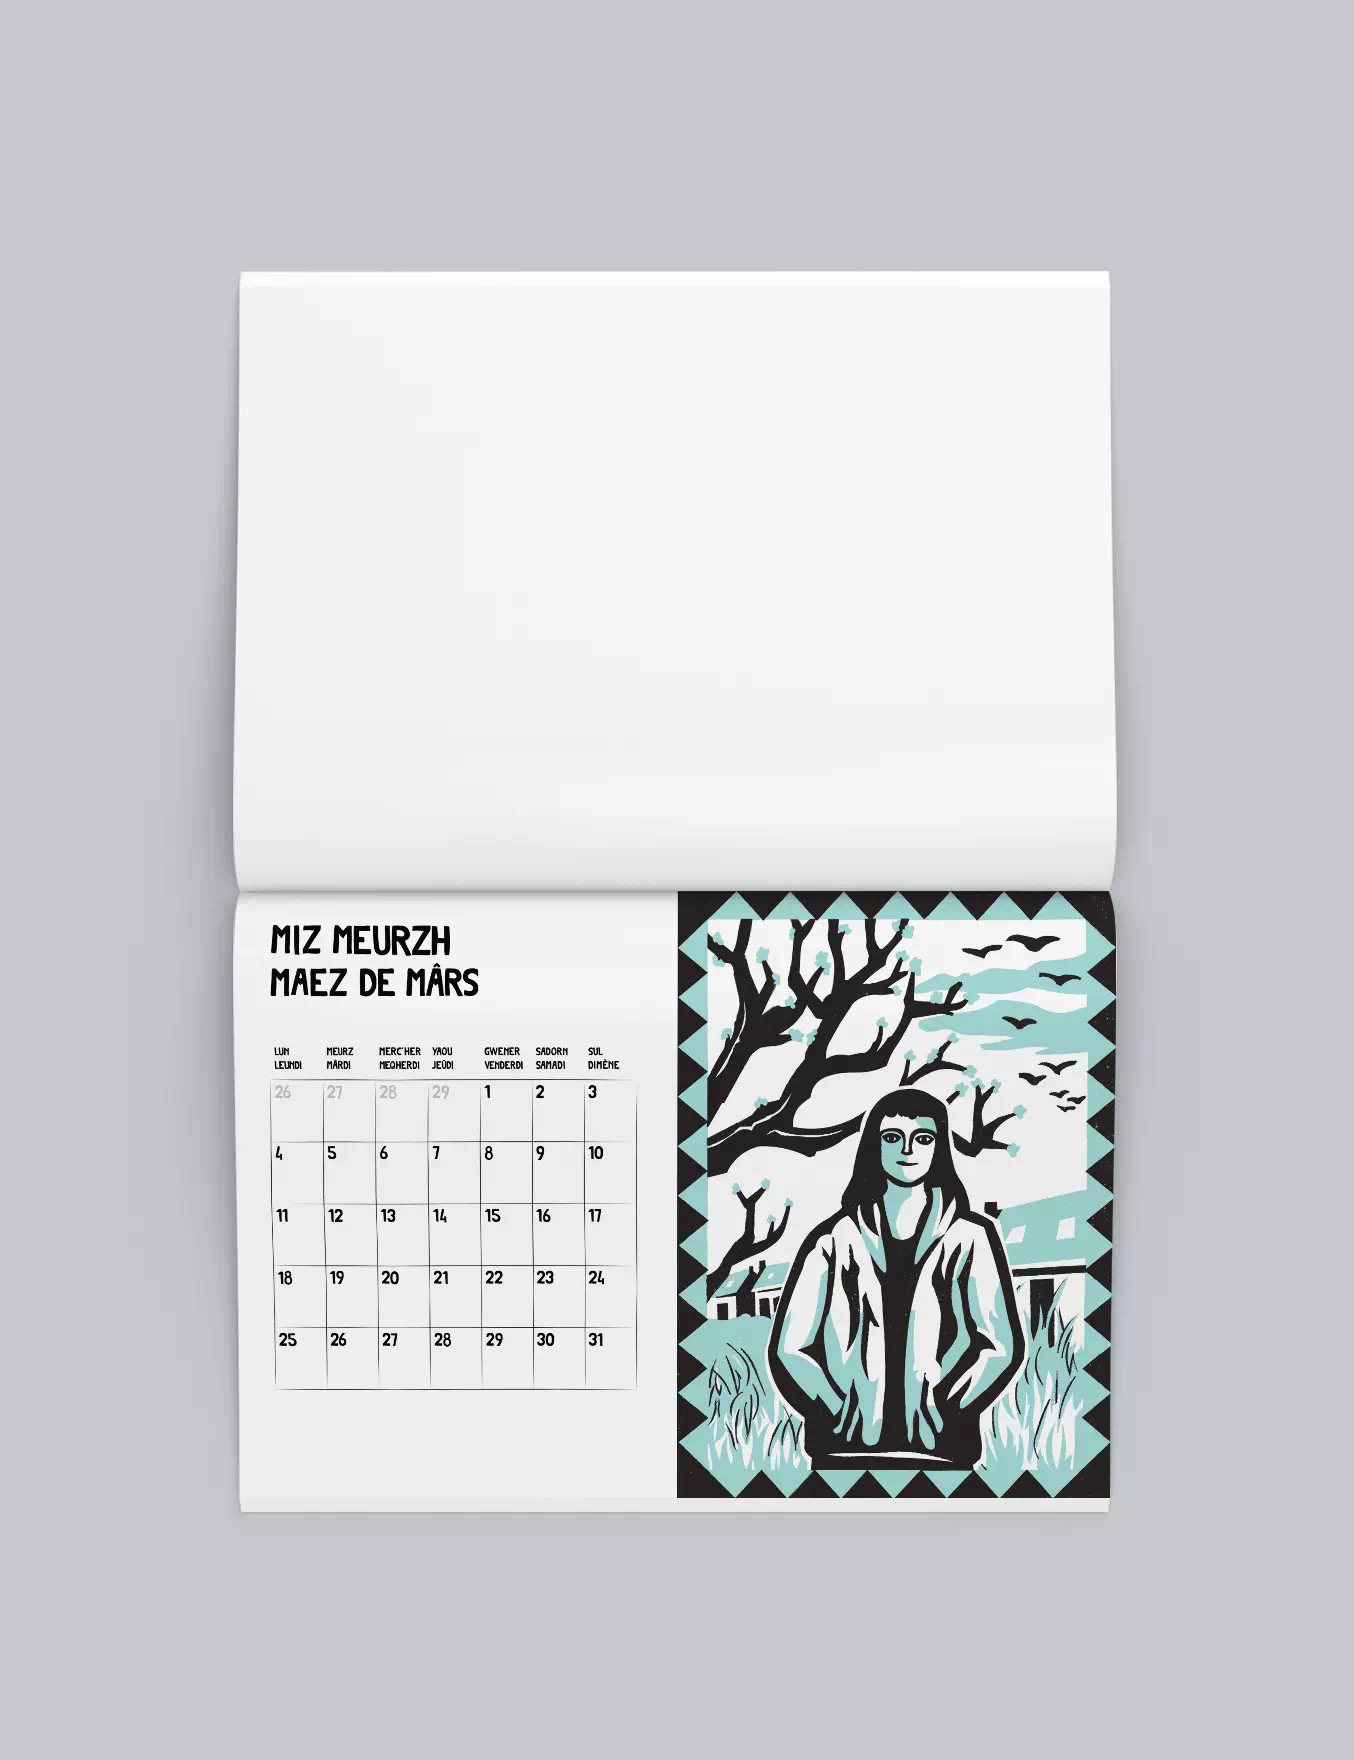 MIZ MEURZH
MAEZ DE MÂRS
LUN MEURZ MERC'HER YAOU GWENER SADORN SUL
LEUNDI MÂRDI MEQHERDI JEÛDI VENDERDI SAMADI DIMÈNE
26 27 28 29 1 2 3
4 5 6 7 8 9 10
11 12 13 14 15 16 17
18 19 20 21 22 23 24
25 26 27 28 29 30 31